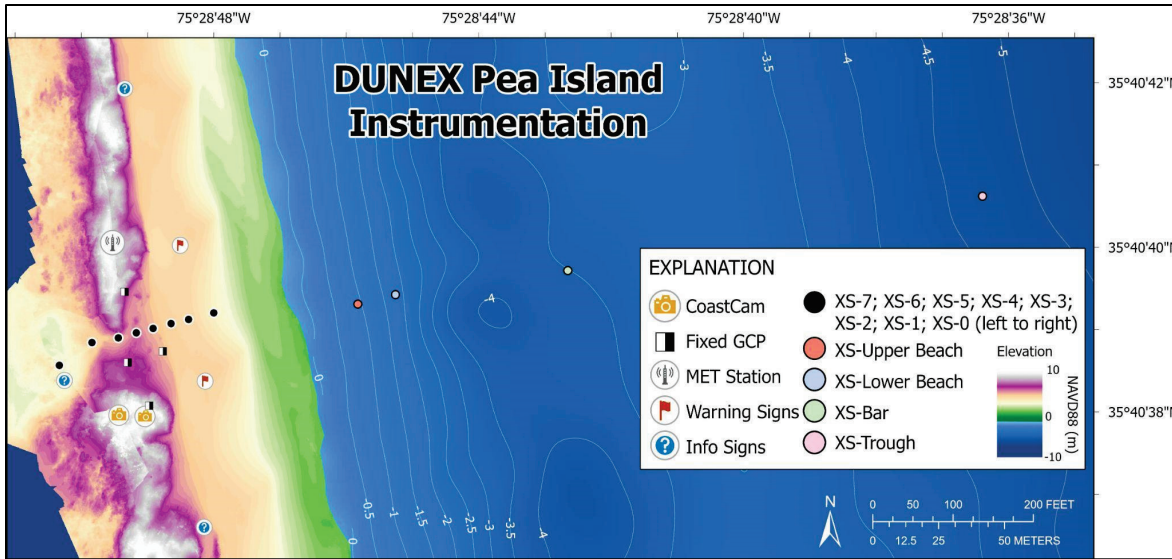 75°28'48"W
75°28'44"W
75°28'40"W
75°28'36"W
DUNEX Pea Island
Instrumentation
35°40'42"N
35°40'40"N
35°40'38"N
0
0
0
-3
-3.5
-4
-4.5
-5
-4
-0.5
-1
-1.5
-2
-2.5
-3
-3.5
-4
EXPLANATION
CoastCam
Fixed GCP
MET Station
Warning Signs
Info Signs
XS-7; XS-6; XS-5; XS-4; XS-3;
XS-2; XS-1; XS-0 (left to right)
XS-Upper Beach
XS-Lower Beach
XS-Bar
XS-Trough
Elevation
10
0
-10
NAVD88 (m)
N
0 50 100 200 FEET
0 12.5 25 50 METERS